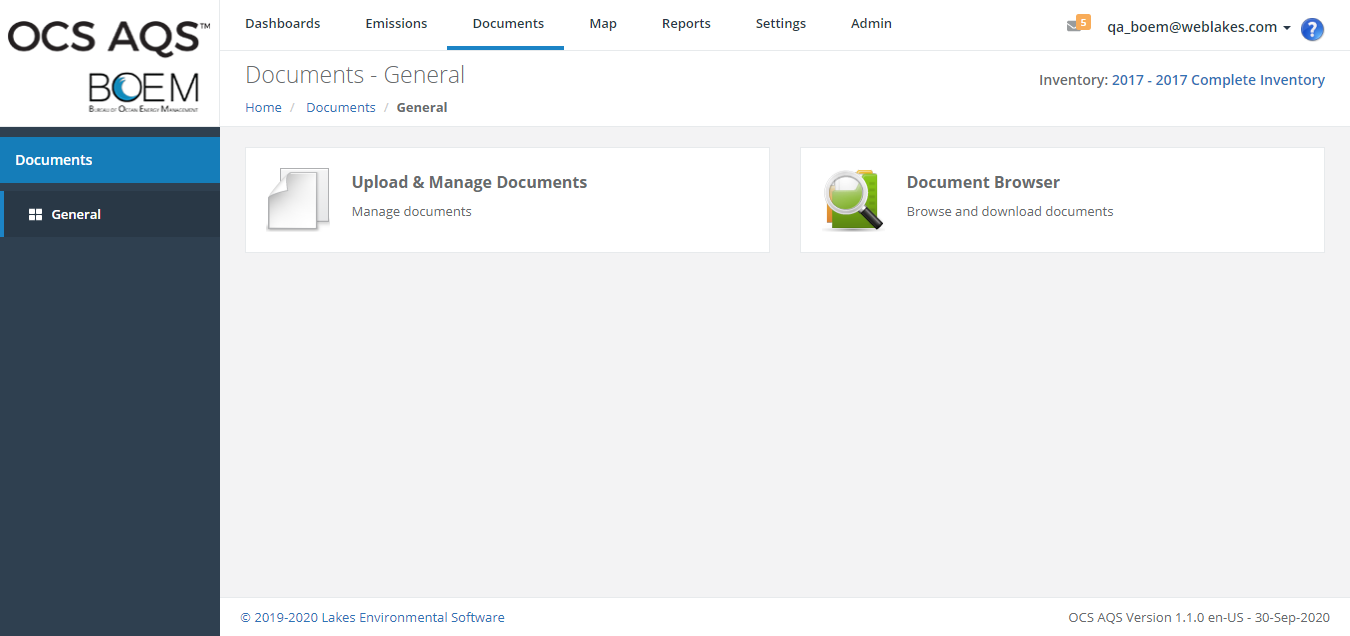 OCS AQS™
BOEM
BUREAU OF OCEAN ENERGY MANAGEMENT
Dashboards
Emissions
Documents
Map
Reports
Settings
Admin
5
qa_boem@weblakes.com
?
Documents - General
Inventory: 2017 - 2017 Complete Inventory
Home / Documents / General
Documents
General
Upload & Manage Documents
Manage documents
Document Browser
Browse and download documents
© 2019-2020 Lakes Environmental Software
OCS AQS Version 1.1.0 en-US - 30-Sep-2020